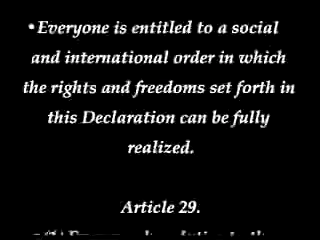 •Everyone is entitled to a social
and international order in which
the rights and freedoms set forth in
this Declaration can be fully
realized.
Article 29.